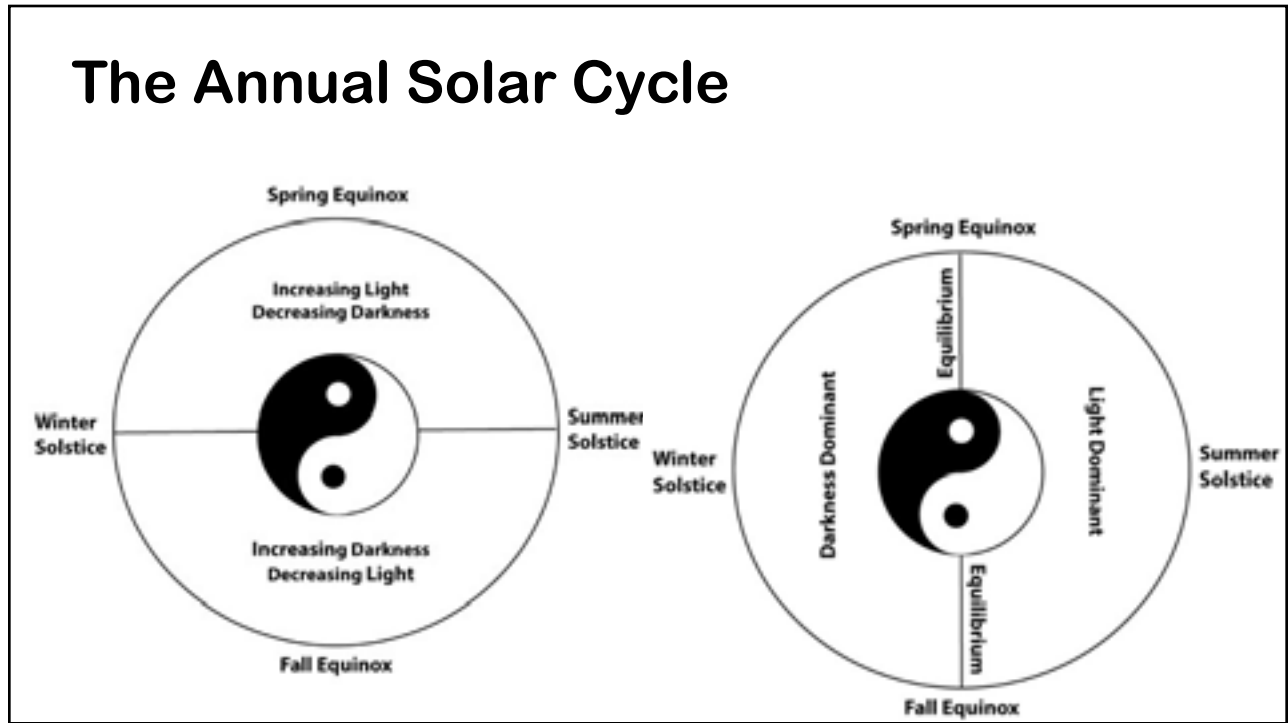 The Annual Solar Cycle
Spring Equinox
Increasing Light
Decreasing Darkness
Winter
Solstice
Summer
Solstice
Increasing Darkness
Decreasing Light
Fall Equinox
Spring Equinox
Equilibrium
Darkness Dominant
Light Dominant
Winter
Solstice
Summer
Solstice
Equilibrium
Fall Equinox